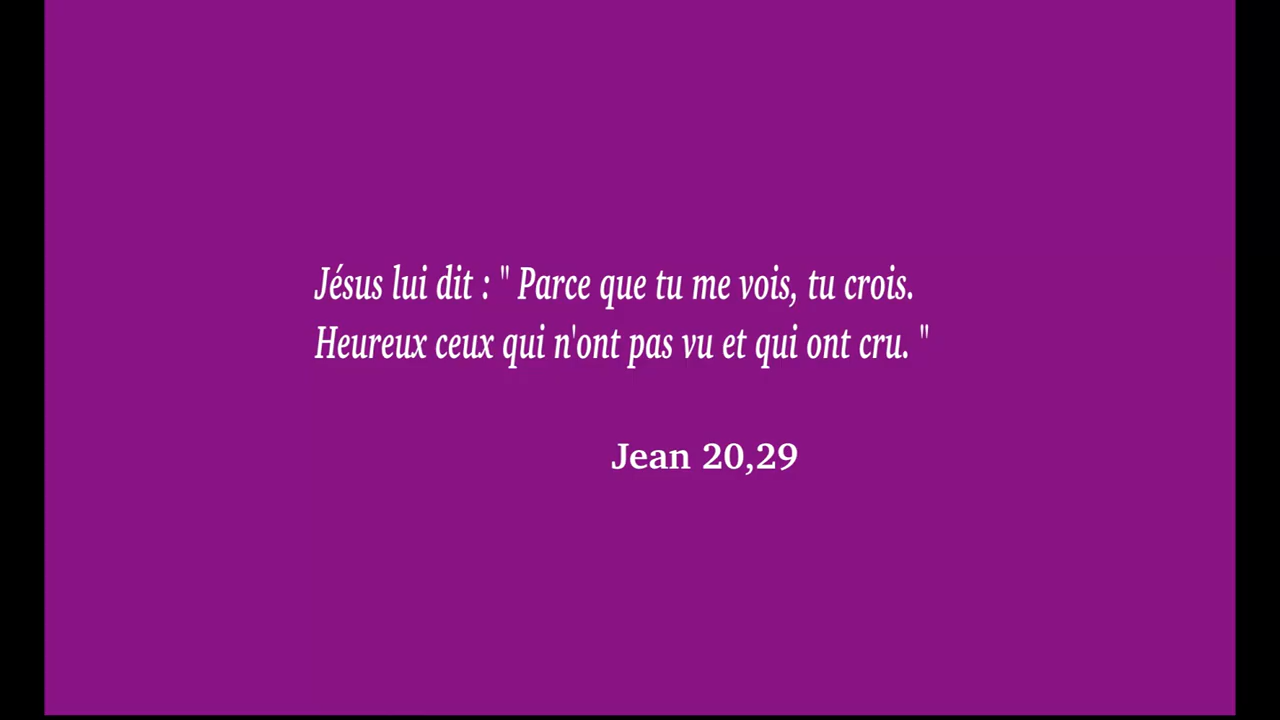 Jésus lui dit : " Parce que tu me vois, tu crois.
Heureux ceux qui n'ont pas vu et qui ont cru. "
Jean 20,29